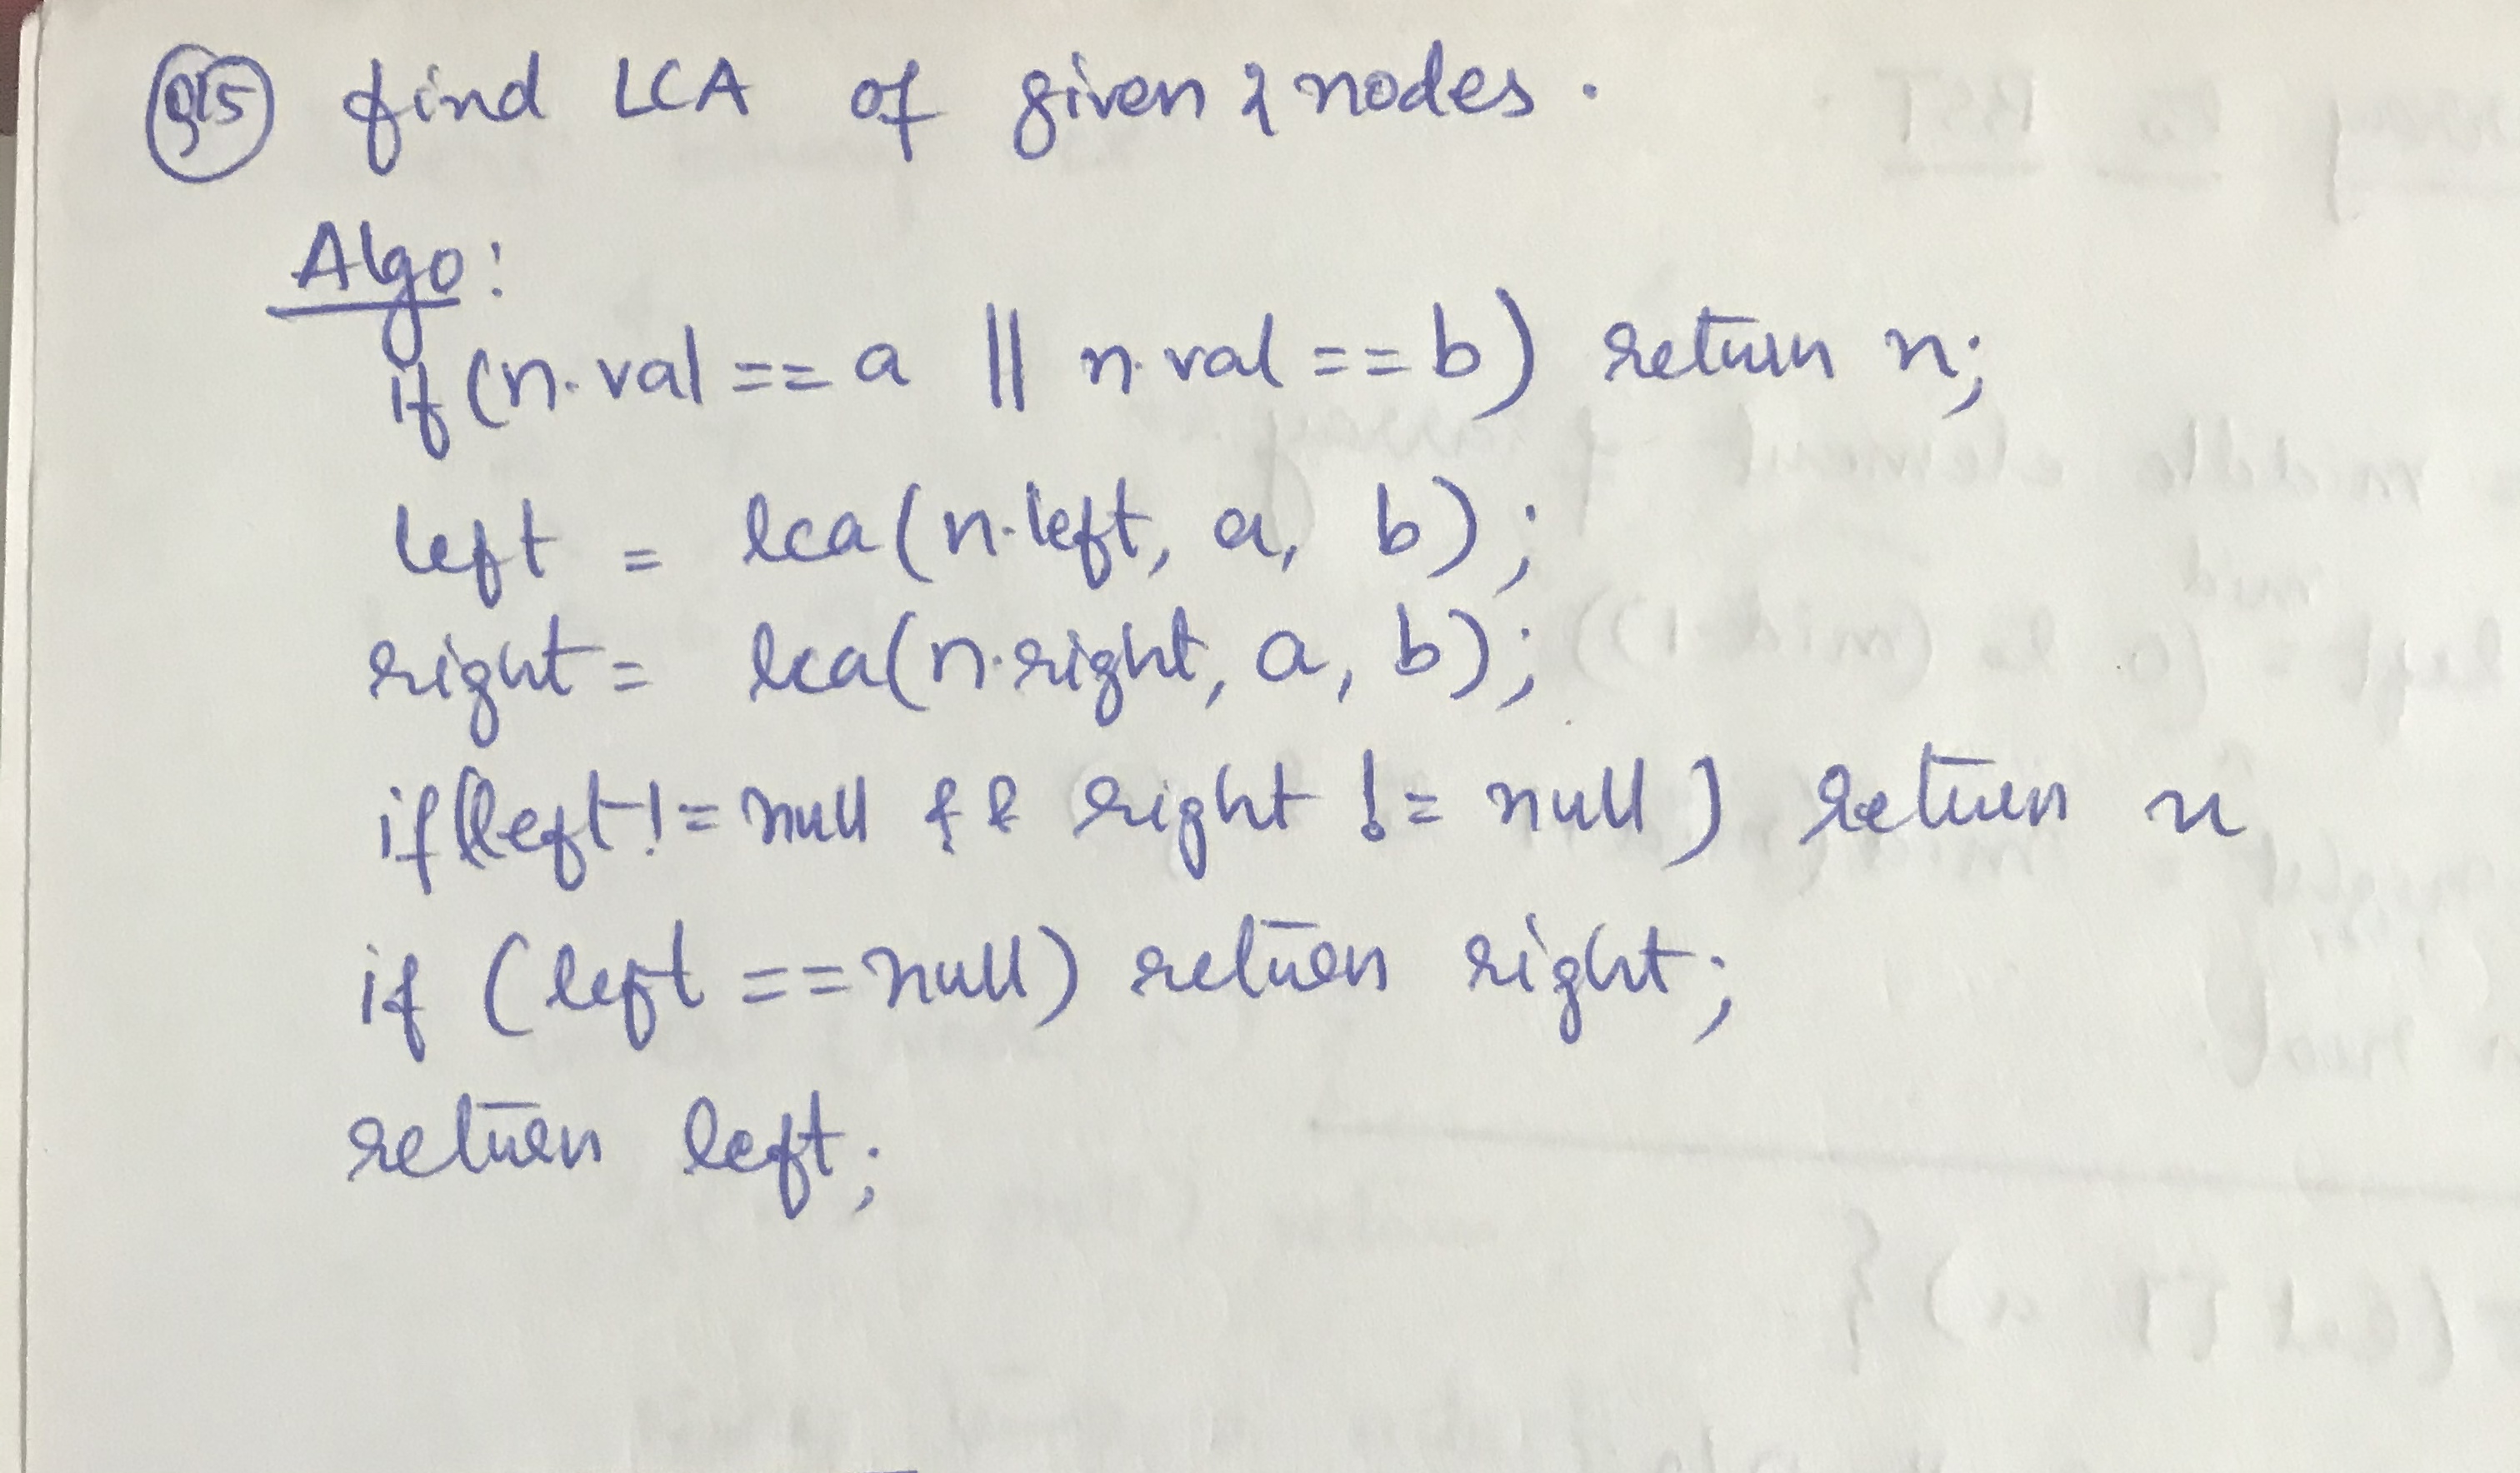 Q15 find LCA of given 2 nodes.
Algo:
if (n.val == a || n.val == b) return n;
left = lca(n.left, a, b);
right = lca(n.right, a, b);
if(left != null && right != null) return n
if (left == null) return right;
return left;